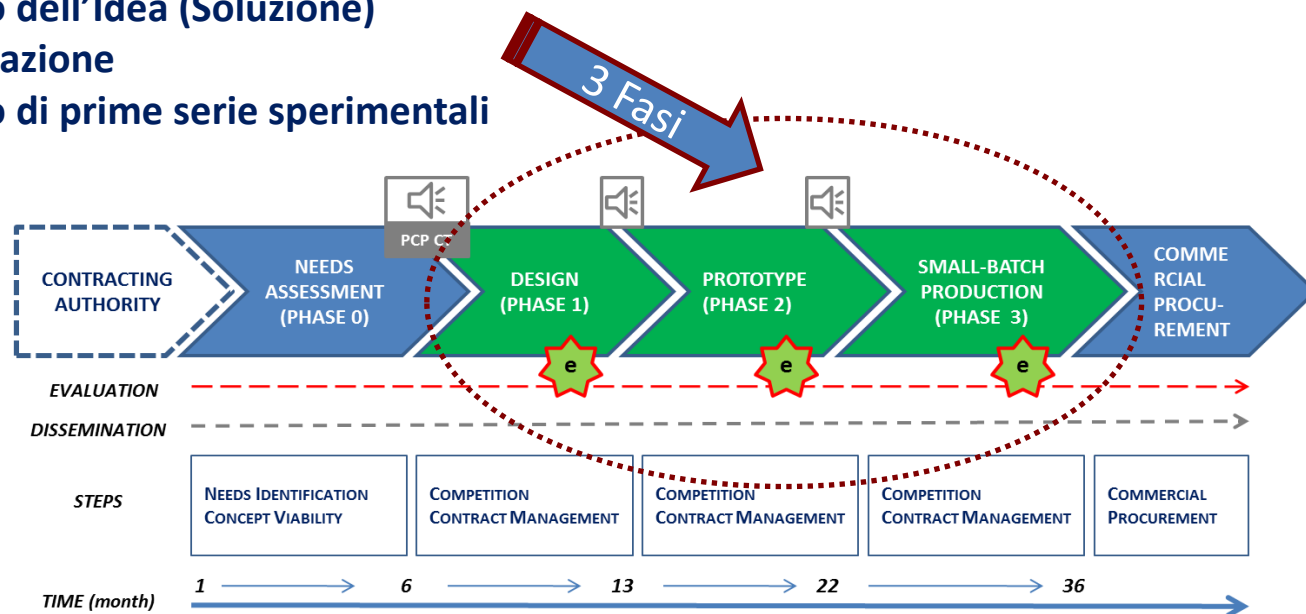 o dell'Idea (Soluzione)
azione
o di prime serie sperimentali
3 Fasi
PCP C
CONTRACTING
AUTHORITY
NEEDS
ASSESSMENT
(PHASE 0)
DESIGN
(PHASE 1)
PROTOTYPE
(PHASE 2)
SMALL-BATCH
PRODUCTION
(PHASE 3)
COMME
RCIAL
PROCU-
REMENT
e
e
e
EVALUATION
DISSEMINATION
STEPS
NEEDS IDENTIFICATION
CONCEPT VIABILITY
COMPETITION
CONTRACT MANAGEMENT
COMPETITION
CONTRACT MANAGEMENT
COMPETITION
CONTRACT MANAGEMENT
COMMERCIAL
PROCUREMENT
TIME (month)
1 6 13 22 36